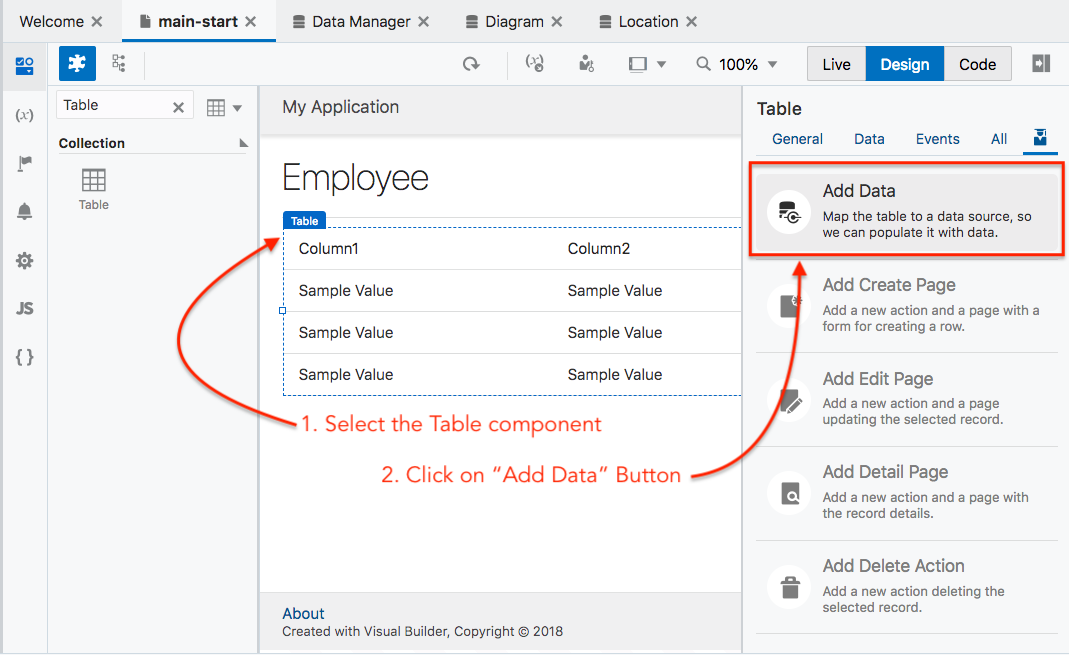 Welcome
main-start
Data Manager
Diagram
Location
100%
Live
Design
Code
(x)
JS
{ }
Table
Collection
Table
My Application
Employee
Table
Column1 Column2
Sample Value Sample Value
Sample Value Sample Value
Sample Value Sample Value
1. Select the Table component
2. Click on “Add Data” Button
About
Created with Visual Builder, Copyright © 2018
Table
General Data Events All
Add Data
Map the table to a data source, so
we can populate it with data.
Add Create Page
Add a new action and a page with a
form for creating a row.
Add Edit Page
Add a new action and a page
updating the selected record.
Add Detail Page
Add a new action and a page with
the record details.
Add Delete Action
Add a new action deleting the
selected record.